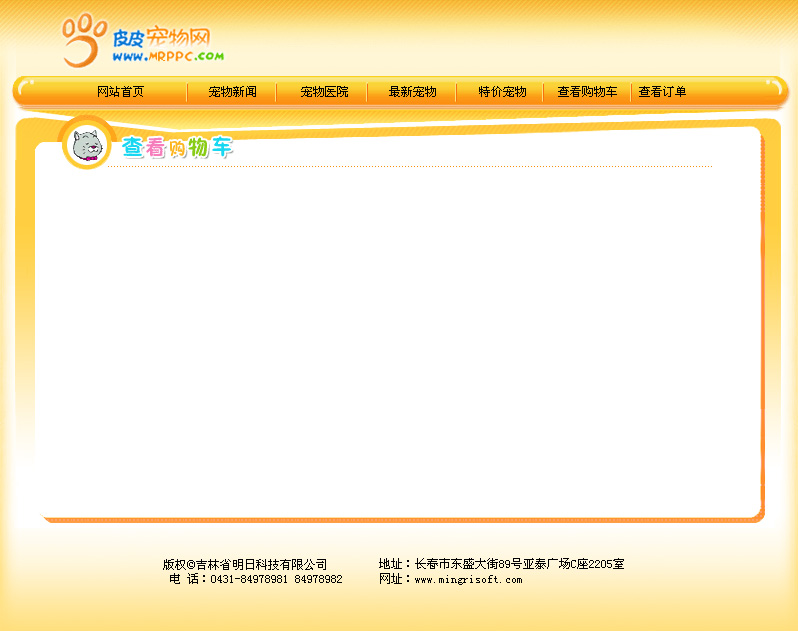 皮皮宠物网
www.MRPPC.COM
网站首页 宠物新闻 宠物医院 最新宠物 特价宠物 查看购物车 查看订单
查看购物车
版权©吉林省明日科技有限公司 地址：长春市东盛大街89号亚泰广场C座2205室
电 话：0431-84978981 84978982 网址：www.mingrisoft.com